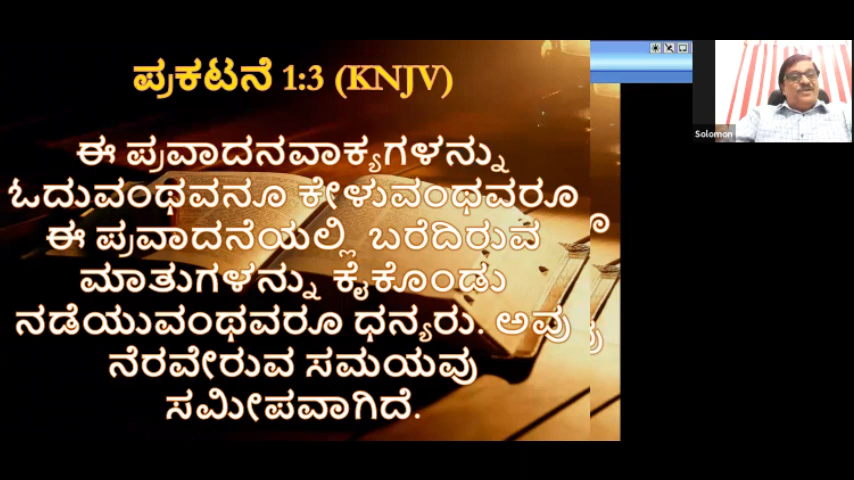 ಪ್ರಕಟನೆ 1:3 (KNJV)
ಈ ಪ್ರವಾದನವಾಕ್ಯಗಳನ್ನು
ಓದುವಂಥವನೂ ಕೇಳುವಂಥವರೂ
ಈ ಪ್ರವಾದನೆಯಲ್ಲಿ ಬರೆದಿರುವ
ಮಾತುಗಳನ್ನು ಕೈಕೊಂಡು
ನಡೆಯುವಂಥವರೂ ಧನ್ಯರು. ಅವು
ನೆರವೇರುವ ಸಮಯವು
ಸಮೀಪವಾಗಿದೆ.
Solomon